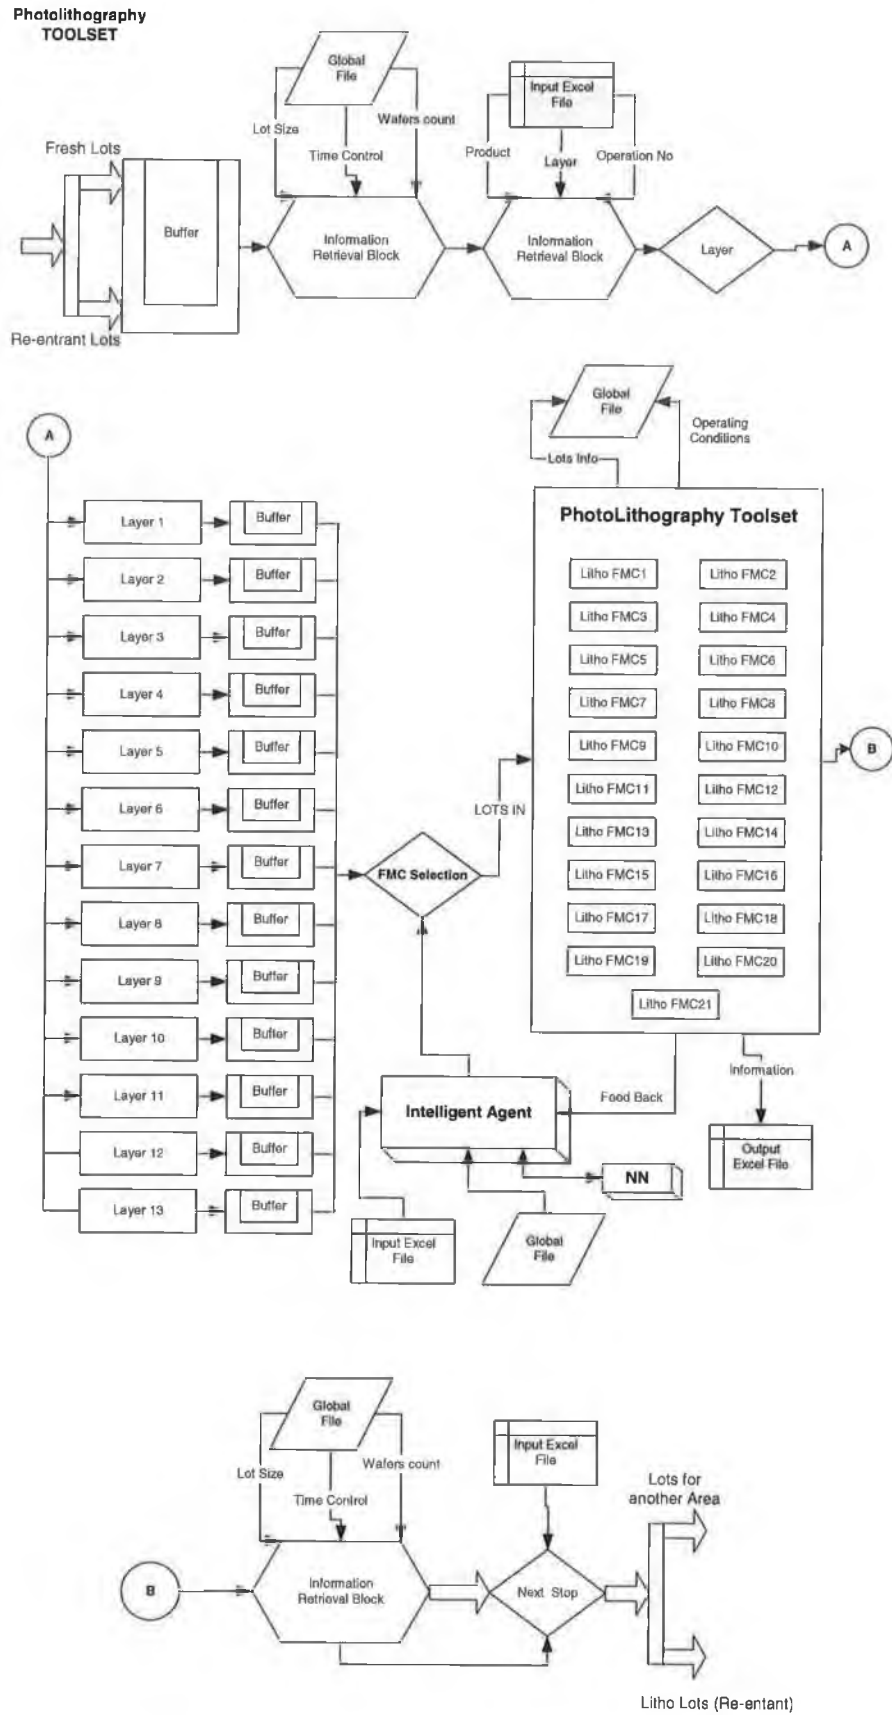 Photolithography
TOOLSET
Global
File
Input Excel
File
Lot Size
Wafers count
Time Control
Product
Layer
Operation No
Fresh Lots
Buffer
Information
Retrieval Block
Information
Retrieval Block
Layer
A
Re-entrant Lots
Global
File
Operating
Conditions
Lots Info
A
PhotoLithography Toolset
Layer 1
Buffer
Layer 2
Buffer
Layer 3
Buffer
Layer 4
Buffer
Layer 5
Buffer
Layer 6
Buffer
Layer 7
Buffer
Layer 8
Buffer
Layer 9
Buffer
Layer 10
Buffer
Layer 11
Buffer
Layer 12
Buffer
Layer 13
Buffer
FMC Selection
LOTS IN
Litho FMC1
Litho FMC2
Litho FMC3
Litho FMC4
Litho FMC5
Litho FMC6
Litho FMC7
Litho FMC8
Litho FMC9
Litho FMC10
Litho FMC11
Litho FMC12
Litho FMC13
Litho FMC14
Litho FMC15
Litho FMC16
Litho FMC17
Litho FMC18
Litho FMC19
Litho FMC20
Litho FMC21
B
Intelligent Agent
Food Back
Information
NN
Output
Excel File
Input Excel
File
Global
File
Global
File
Input Excel
File
Lot Size
Wafers count
Time Control
Lots for
another Area
B
Information
Retrieval Block
Next Stop
Litho Lots (Re-entant)